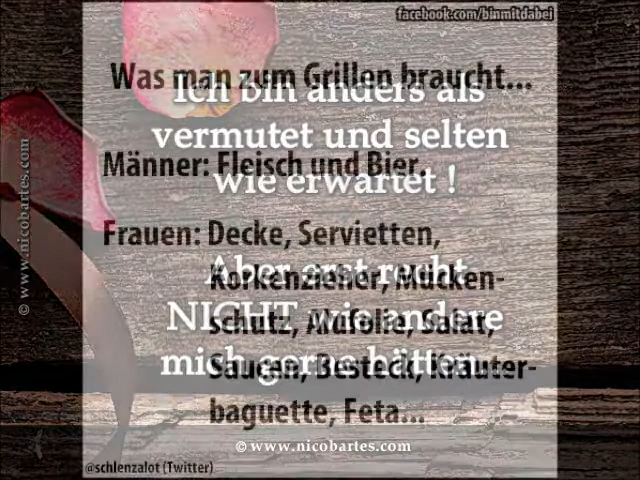 facebook.com/binmitdabei
Was man zum Grillen braucht...
Männer: Fleisch und Bier.
Frauen: Decke, Servietten,
Korkenzieher, Mücken-
schutz, Alufolie, Salat,
Saucen, Besteck, Kräuter-
baguette, Feta...
@schlenzalot (Twitter)
Ich bin anders als
vermutet und selten
wie erwartet !
Aber erst recht
NICHT wie andere
mich gerne hätten...
© www.nicobartes.com
© www.nicobartes.com